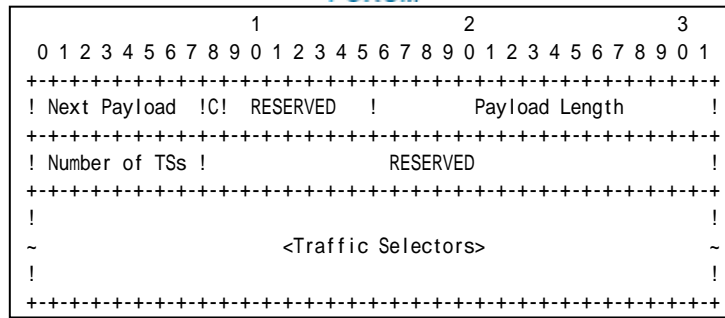 1                   2                   3
 0 1 2 3 4 5 6 7 8 9 0 1 2 3 4 5 6 7 8 9 0 1 2 3 4 5 6 7 8 9 0 1
+-+-+-+-+-+-+-+-+-+-+-+-+-+-+-+-+-+-+-+-+-+-+-+-+-+-+-+-+-+-+-+-+
! Next Payload  !C!  RESERVED   !         Payload Length        !
+-+-+-+-+-+-+-+-+-+-+-+-+-+-+-+-+-+-+-+-+-+-+-+-+-+-+-+-+-+-+-+-+
! Number of TSs !                 RESERVED                      !
+-+-+-+-+-+-+-+-+-+-+-+-+-+-+-+-+-+-+-+-+-+-+-+-+-+-+-+-+-+-+-+-+
!                                                               !
~                       <Traffic Selectors>                     ~
!                                                               !
+-+-+-+-+-+-+-+-+-+-+-+-+-+-+-+-+-+-+-+-+-+-+-+-+-+-+-+-+-+-+-+-+